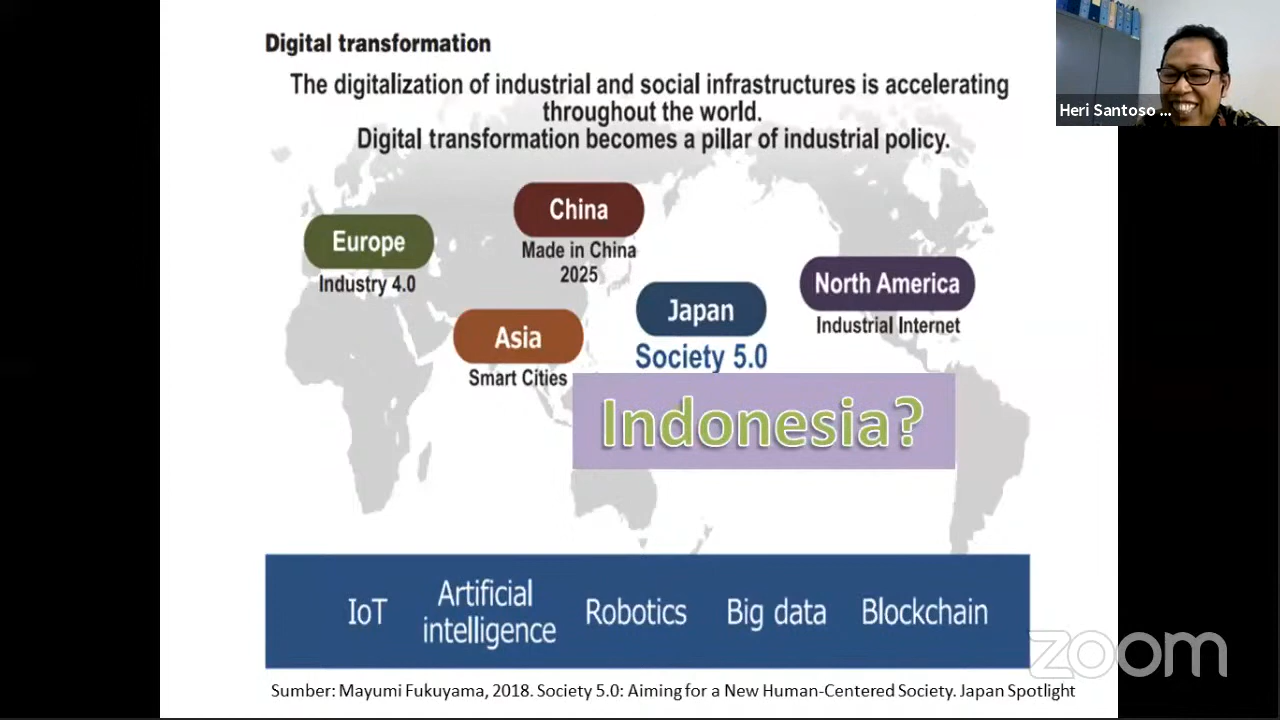 Digital transformation
The digitalization of industrial and social infrastructures is accelerating
throughout the world.
Digital transformation becomes a pillar of industrial policy.
Heri Santoso ...
China
Made in China
2025
Europe
Industry 4.0
North America
Industrial Internet
Japan
Society 5.0
Asia
Smart Cities
Indonesia?
IoT
Artificial
intelligence
Robotics
Big data
Blockchain
zoom
Sumber: Mayumi Fukuyama, 2018. Society 5.0: Aiming for a New Human-Centered Society. Japan Spotlight